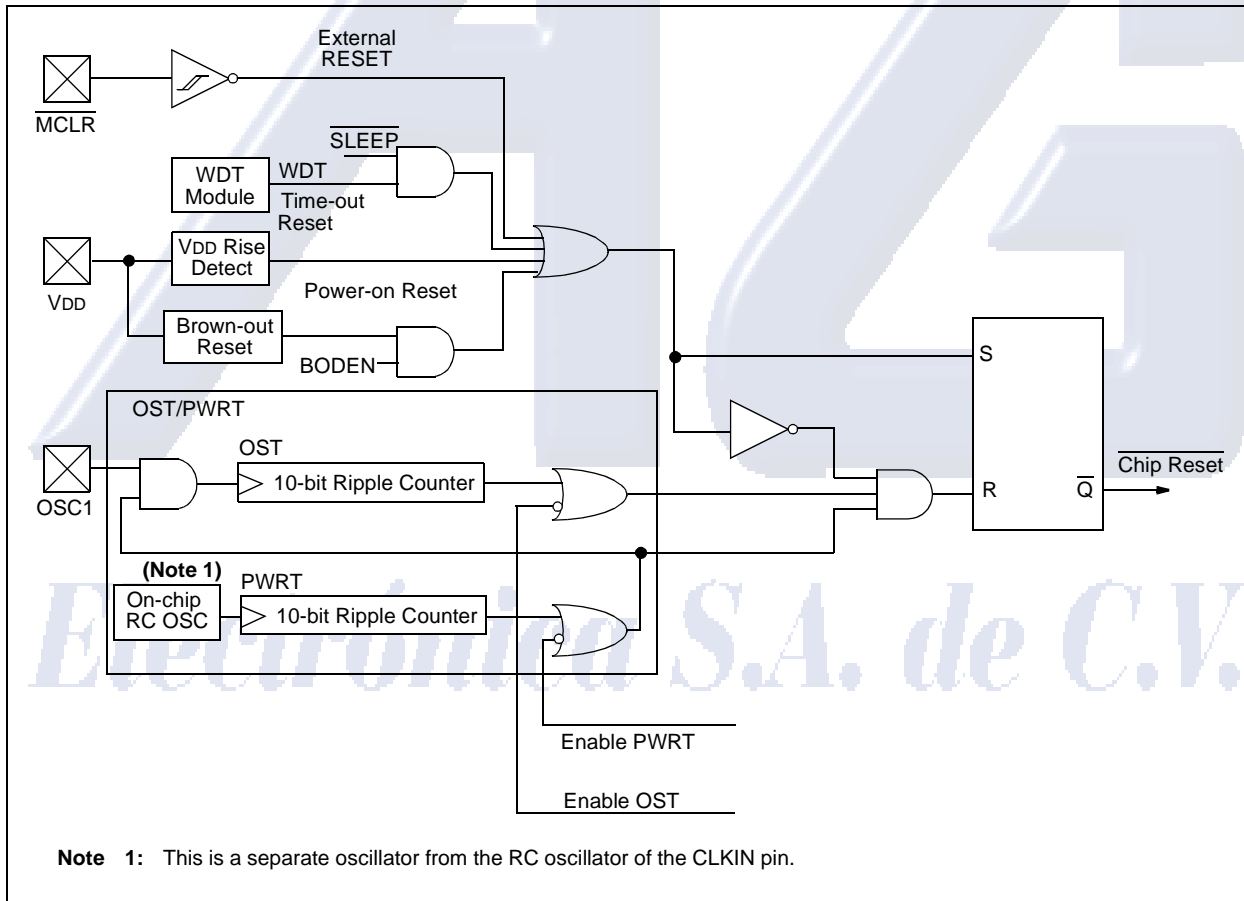 External
RESET
MCLR
SLEEP
WDT
Module
WDT
Time-out
Reset
VDD Rise
Detect
VDD
Power-on Reset
Brown-out
Reset
BODEN
S
OST/PWRT
OST
Chip Reset
10-bit Ripple Counter
OSC1
R
Q
(Note 1)
PWRT
On-chip
RC OSC
10-bit Ripple Counter
Electrónica S.A. de C.V.
Enable PWRT
Enable OST
Note 1: This is a separate oscillator from the RC oscillator of the CLKIN pin.
AG